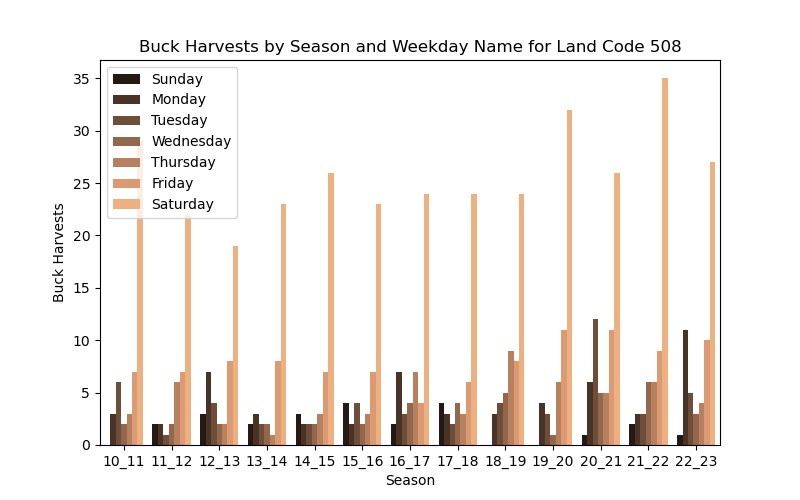 Buck Harvests by Season and Weekday Name for Land Code 508
Sunday
Monday
Tuesday
Wednesday
Thursday
Friday
Saturday
35
30
25
20
15
10
5
0
Buck Harvests
10_11 11_12 12_13 13_14 14_15 15_16 16_17 17_18 18_19 19_20 20_21 21_22 22_23
Season